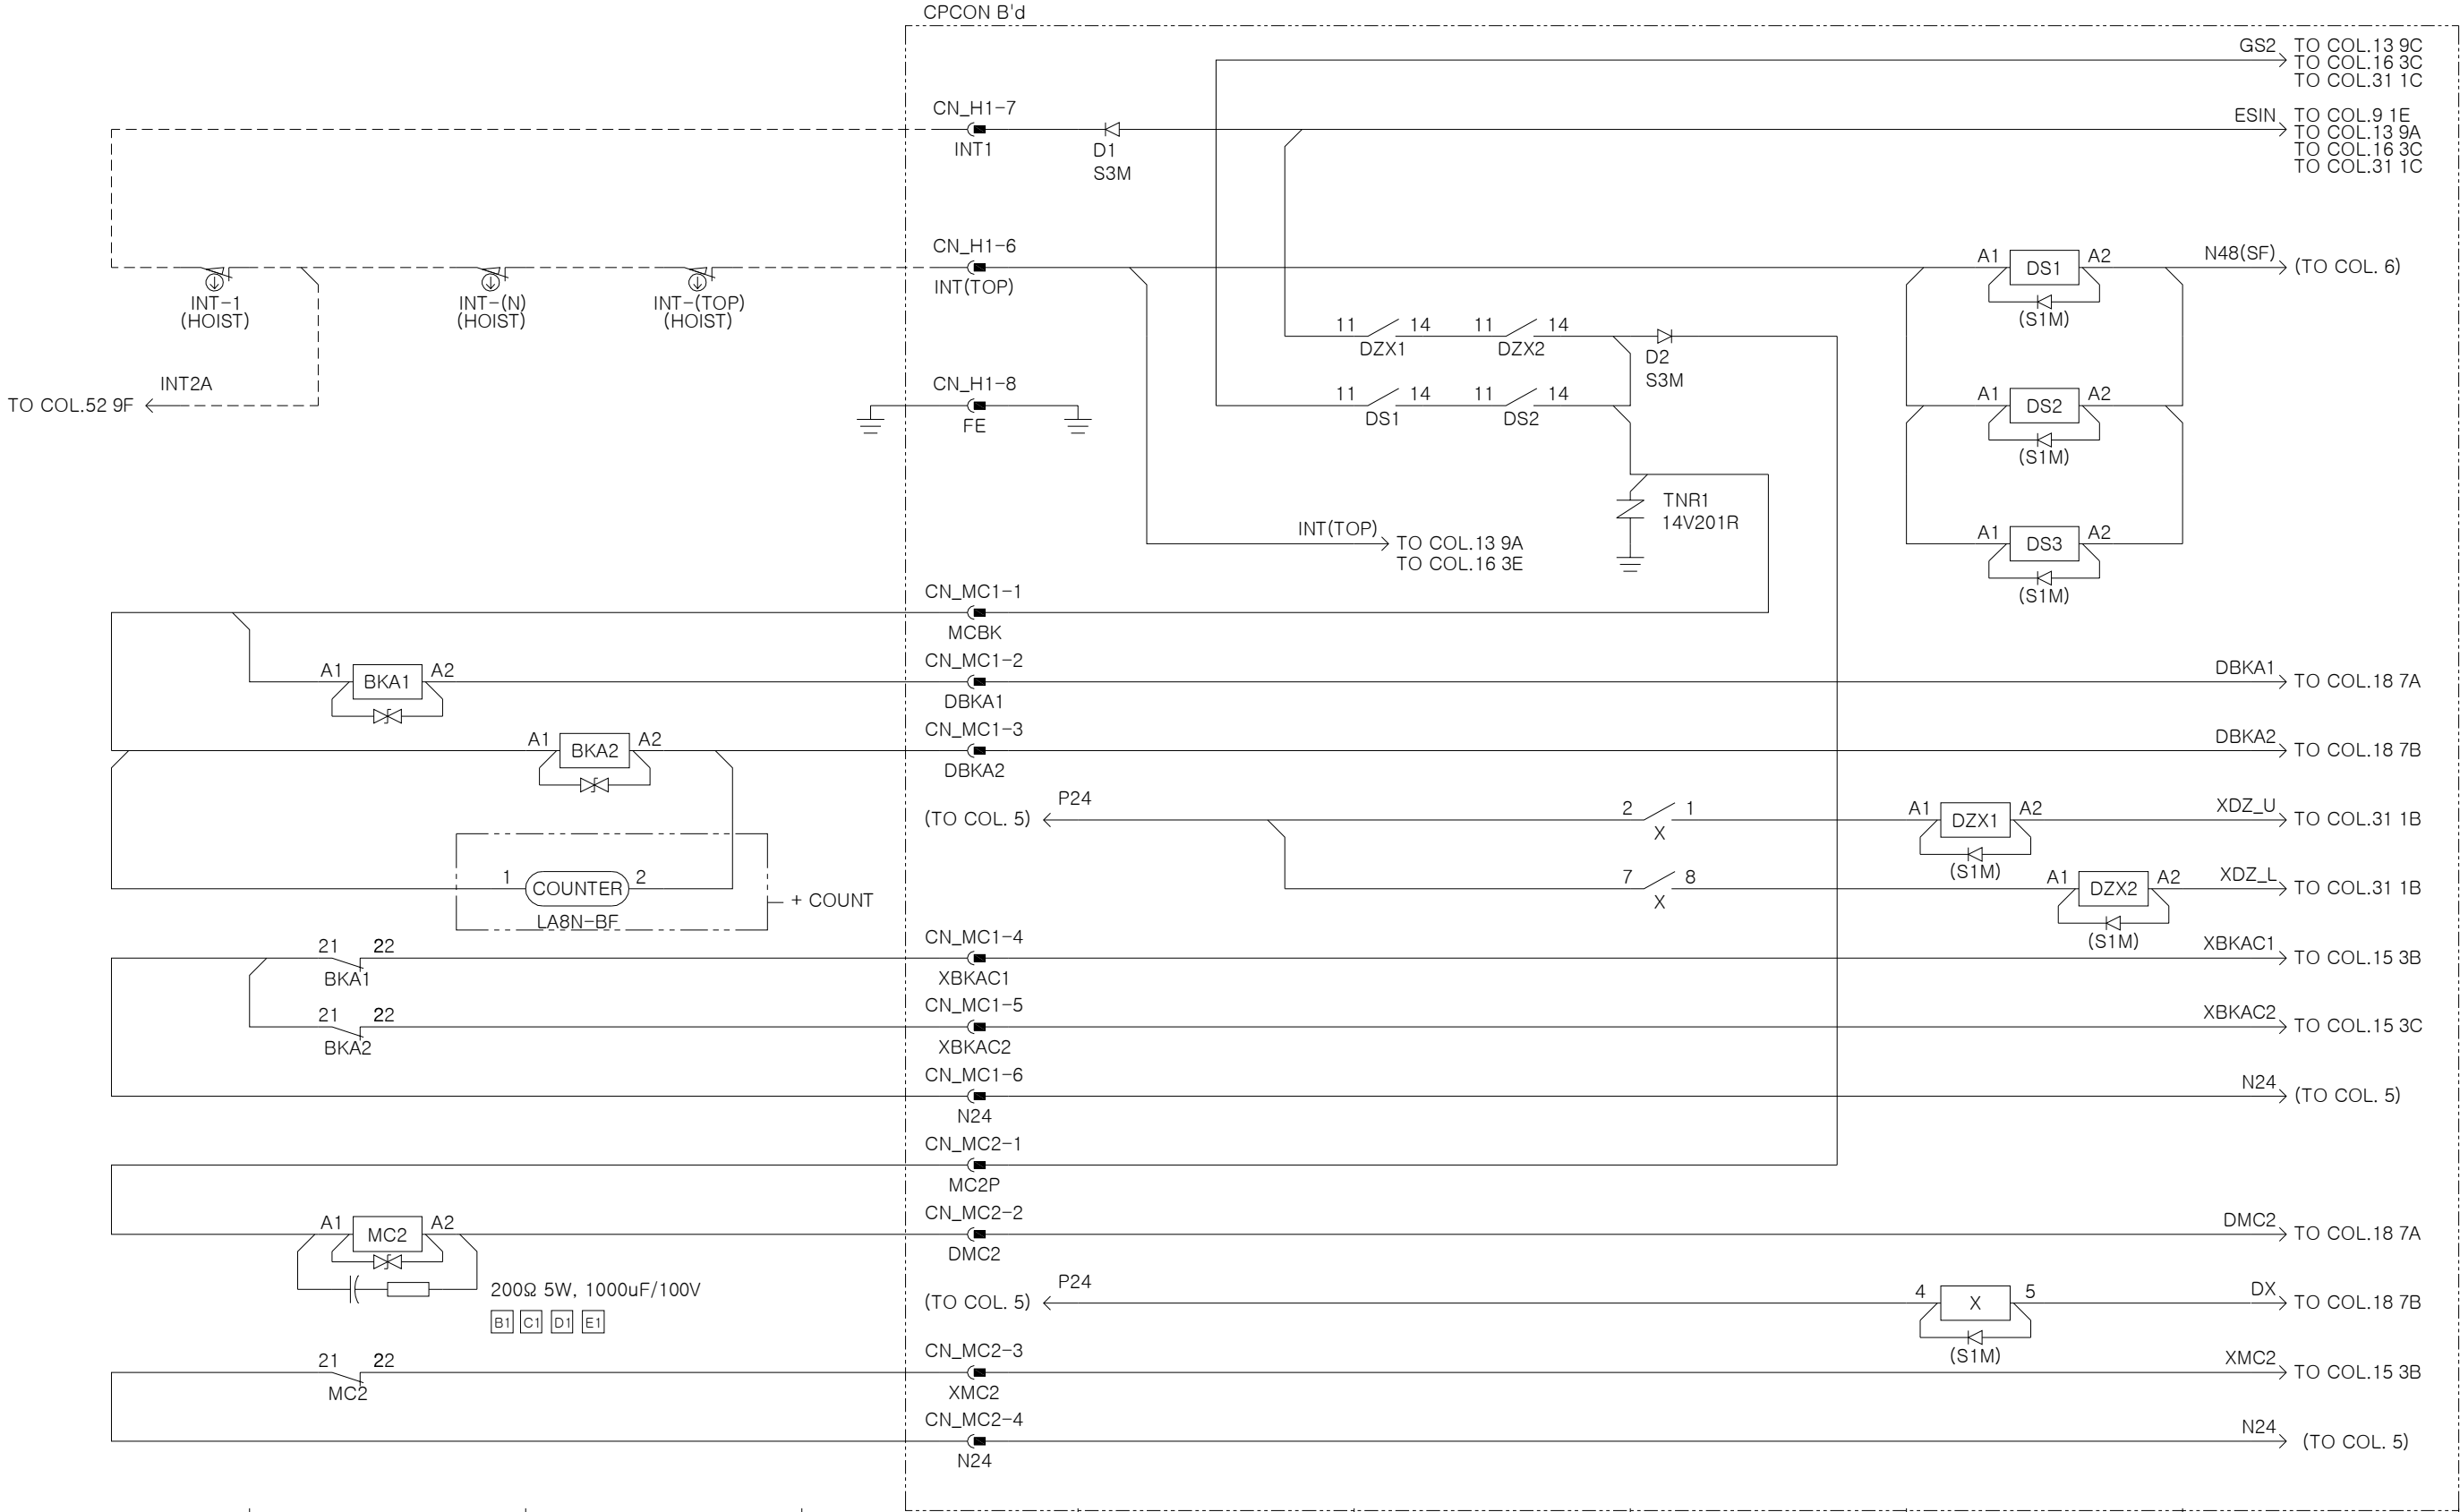 CPCON B'd
GS2 TO COL.13 9C
TO COL.16 3C
TO COL.31 1C
CN_H1-7
INT1
D1
S3M
ESIN TO COL.9 1E
TO COL.13 9A
TO COL.16 3C
TO COL.31 1C
CN_H1-6
INT(TOP)
INT-1
(HOIST)
INT-(N)
(HOIST)
INT-(TOP)
(HOIST)
A1 DS1 A2
(S1M)
N48(SF) (TO COL. 6)
11 14
DZX1
11 14
DZX2
D2
S3M
INT2A
TO COL.52 9F
CN_H1-8
FE
11 14
DS1
11 14
DS2
A1 DS2 A2
(S1M)
TNR1
14V201R
INT(TOP) TO COL.13 9A
TO COL.16 3E
A1 DS3 A2
(S1M)
CN_MC1-1
MCBK
A1 BKA1 A2
CN_MC1-2
DBKA1
DBKA1 TO COL.18 7A
A1 BKA2 A2
CN_MC1-3
DBKA2
DBKA2 TO COL.18 7B
P24
(TO COL. 5)
2 1
X
A1 DZX1 A2
(S1M)
XDZ_U TO COL.31 1B
1 COUNTER 2
LA8N-BF
+ COUNT
7 8
X
A1 DZX2 A2
(S1M)
XDZ_L TO COL.31 1B
21 22
BKA1
CN_MC1-4
XBKAC1
XBKAC1 TO COL.15 3B
21 22
BKA2
CN_MC1-5
XBKAC2
XBKAC2 TO COL.15 3C
CN_MC1-6
N24
N24 (TO COL. 5)
CN_MC2-1
MC2P
A1 MC2 A2
CN_MC2-2
DMC2
DMC2 TO COL.18 7A
200Ω 5W, 1000uF/100V
B1 C1 D1 E1
P24
(TO COL. 5)
4 X 5
(S1M)
DX TO COL.18 7B
21 22
MC2
CN_MC2-3
XMC2
XMC2 TO COL.15 3B
CN_MC2-4
N24
N24 (TO COL. 5)